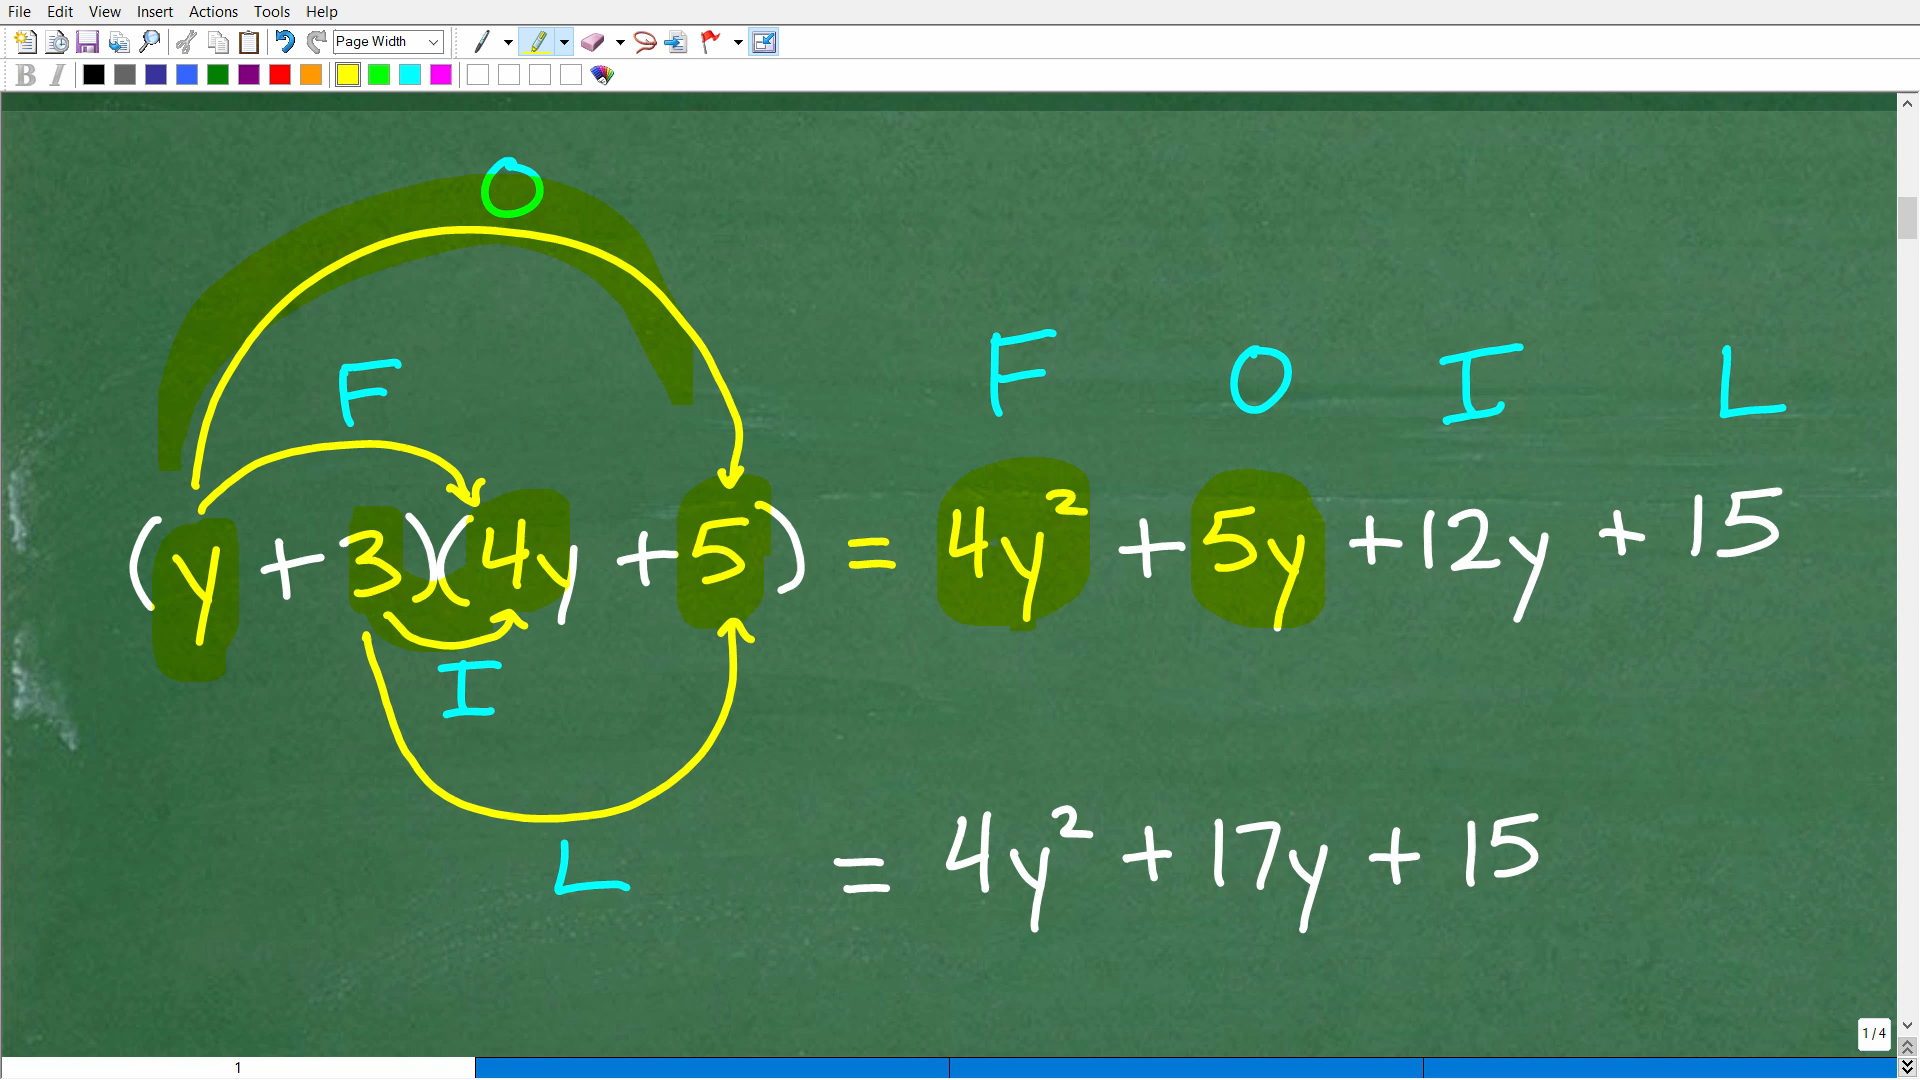 File Edit View Insert Actions Tools Help
Page Width
B I
O
F
F O I L
(y + 3)(4y + 5) = 4y² + 5y + 12y + 15
I
L
= 4y² + 17y + 15
1 / 4
1